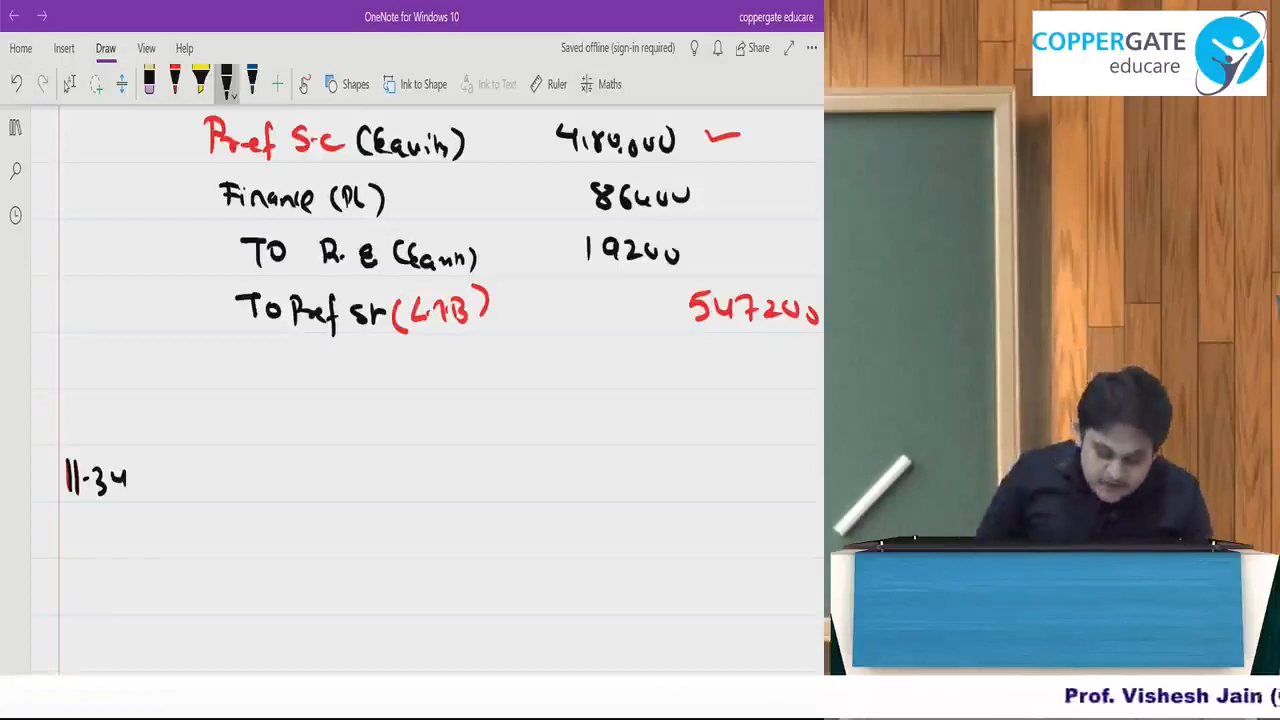 OneNote for Windows 10
coppergate educare
Home Insert Draw View Help
Saved offline (sign-in required)
Share
Shapes
Ink to Shape
Ink to Text
Ruler
Maths
COPPERGATE
educare
Pref S.C (Equity) 4,80,000
Finance (PL) 86400
TO R.E (Equity) 19200
TO Pref Sr (LTB) 547200
11.34
Prof. Vishesh Jain (